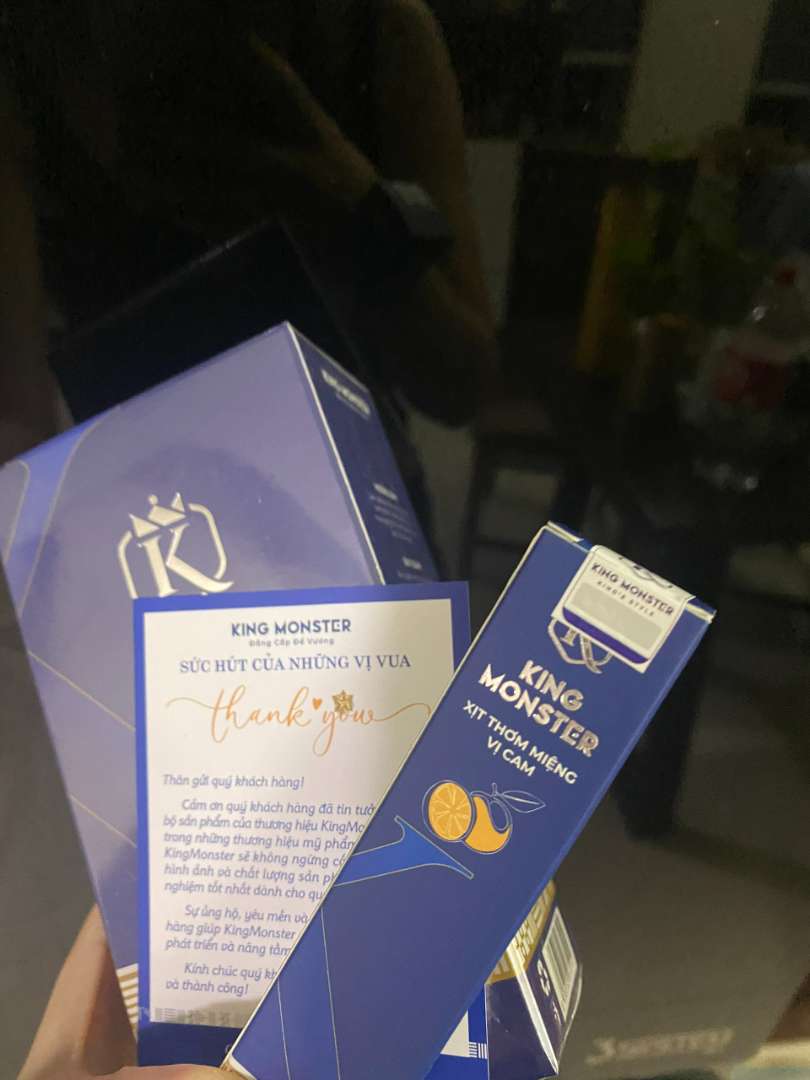 KING MONSTER
Đẳng Cấp Đế Vương
SỨC HÚT CỦA NHỮNG VỊ VUA
thank you
Thân gửi quý khách hàng!
Cám ơn quý khách hàng đã tin tưở
bộ sản phẩm của thương hiệu KingMo
trong những thương hiệu mỹ phẩm
KingMonster sẽ không ngừng cả
hình ảnh và chất lượng sản ph
nghiệm tốt nhất dành cho qu
Sự ủng hộ, yêu mến và
hàng giúp KingMonster
phát triển và nâng tầm
Kính chúc quý kh
và thành công!
KING MONSTER
KING'S STYLE
KING
MONSTER
XỊT THƠM MIỆNG
VỊ CAM
K